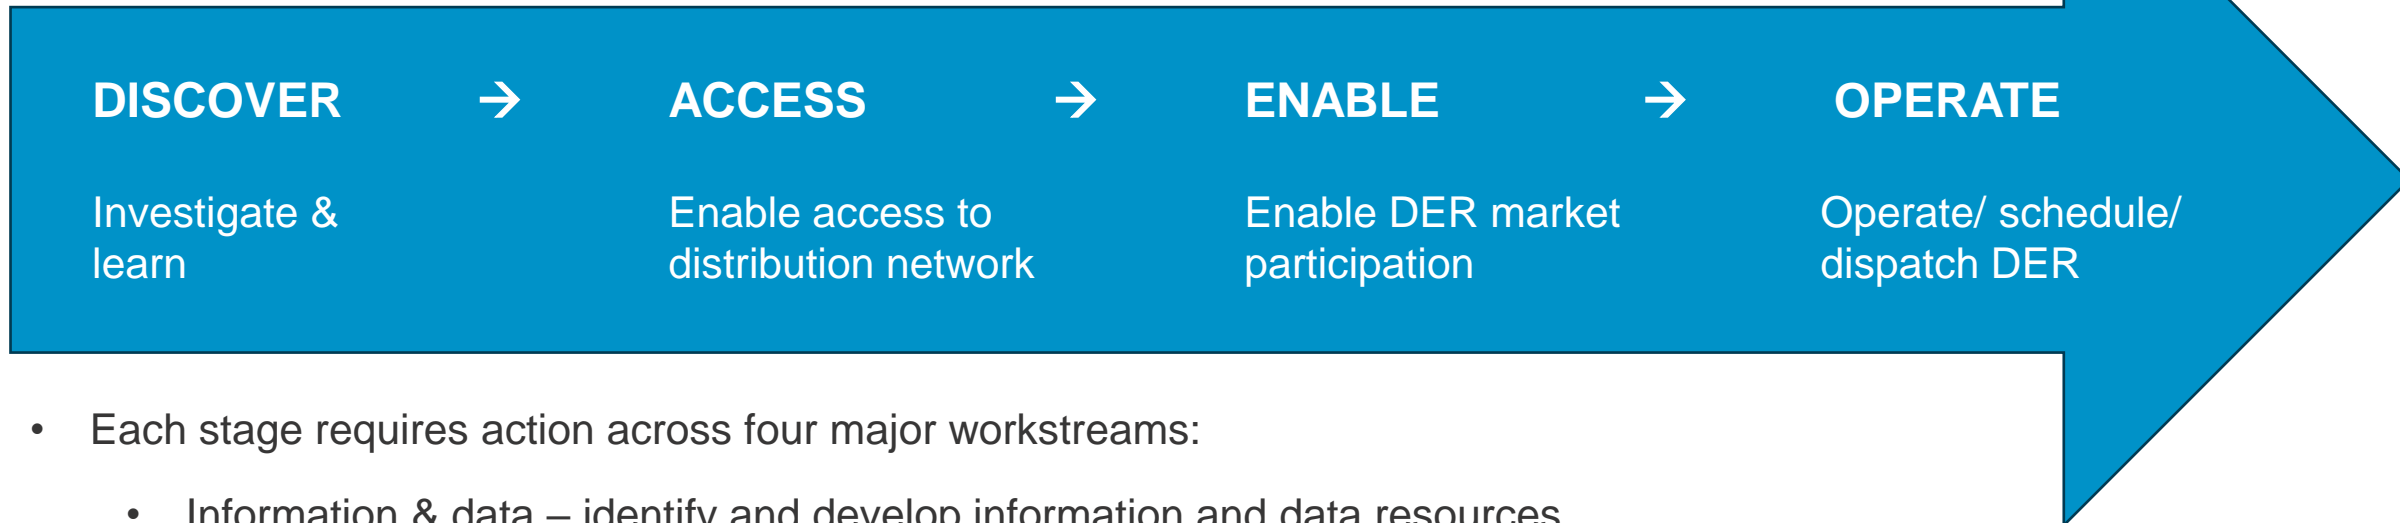 DISCOVER → ACCESS → ENABLE → OPERATE
Investigate &
learn
Enable access to
distribution network
Enable DER market
participation
Operate/ schedule/
dispatch DER
• Each stage requires action across four major workstreams:
• Information & data – identify and develop information and data resources